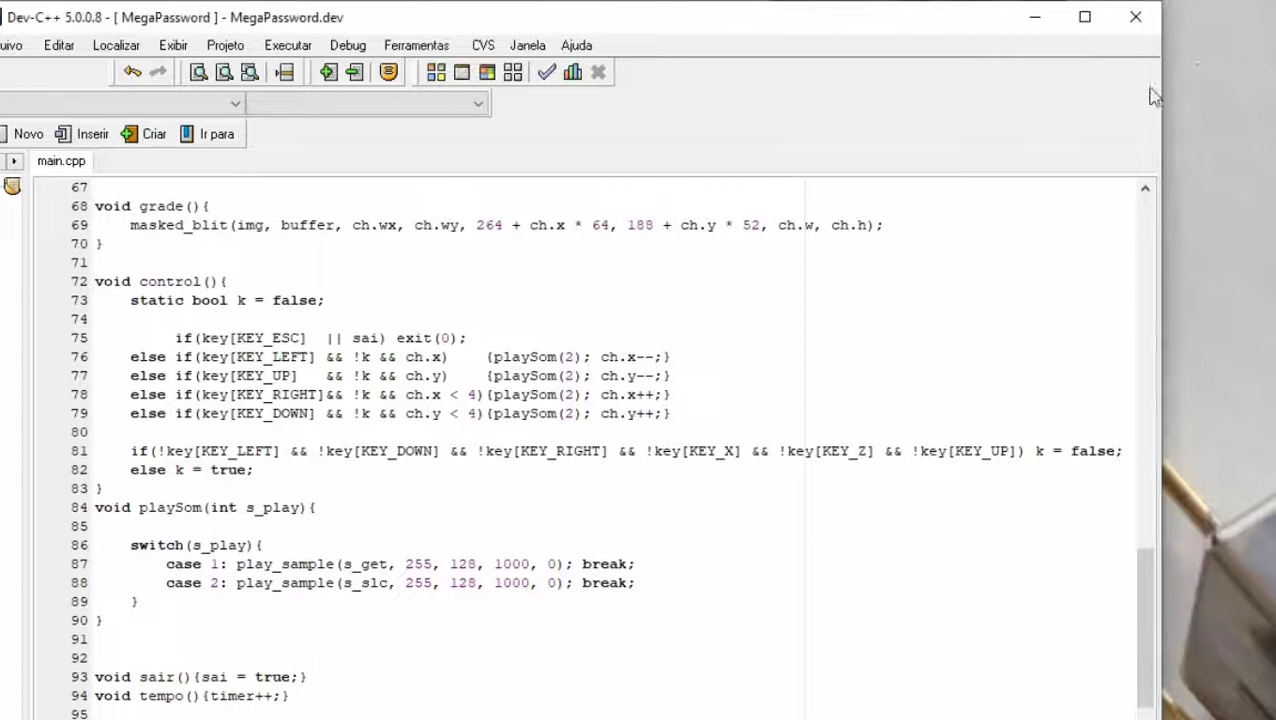 Dev-C++ 5.0.0.8 - [ MegaPassword ] - MegaPassword.dev
uivo Editar Localizar Exibir Projeto Executar Debug Ferramentas CVS Janela Ajuda
Novo Inserir Criar Ir para
main.cpp
67
68 void grade(){
69 masked_blit(img, buffer, ch.wx, ch.wy, 264 + ch.x * 64, 188 + ch.y * 52, ch.w, ch.h);
70 }
71
72 void control(){
73 static bool k = false;
74
75 if(key[KEY_ESC] || sai) exit(0);
76 else if(key[KEY_LEFT] && !k && ch.x) {playSom(2); ch.x--;}
77 else if(key[KEY_UP] && !k && ch.y) {playSom(2); ch.y--;}
78 else if(key[KEY_RIGHT]&& !k && ch.x < 4){playSom(2); ch.x++;}
79 else if(key[KEY_DOWN] && !k && ch.y < 4){playSom(2); ch.y++;}
80
81 if(!key[KEY_LEFT] && !key[KEY_DOWN] && !key[KEY_RIGHT] && !key[KEY_X] && !key[KEY_Z] && !key[KEY_UP]) k = false;
82 else k = true;
83 }
84 void playSom(int s_play){
85
86 switch(s_play){
87 case 1: play_sample(s_get, 255, 128, 1000, 0); break;
88 case 2: play_sample(s_slc, 255, 128, 1000, 0); break;
89 }
90 }
91
92
93 void sair(){sai = true;}
94 void tempo(){timer++;}
95